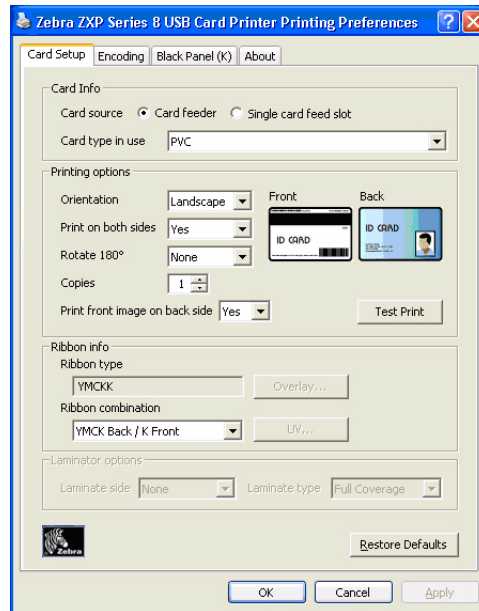 Zebra ZXP Series 8 USB Card Printer Printing Preferences
Card Setup Encoding Black Panel (K) About
Card Info
Card source Card feeder Single card feed slot
Card type in use PVC
Printing options
Orientation Landscape Front Back
Print on both sides Yes
ID CARD ID CARD
Rotate 180° None
Copies 1
Print front image on back side Yes Test Print
Ribbon info
Ribbon type
YMCKK Overlay...
Ribbon combination
YMCK Back / K Front UV...
Laminator options
Laminate side None Laminate type Full Coverage
Zebra Restore Defaults
OK Cancel Apply